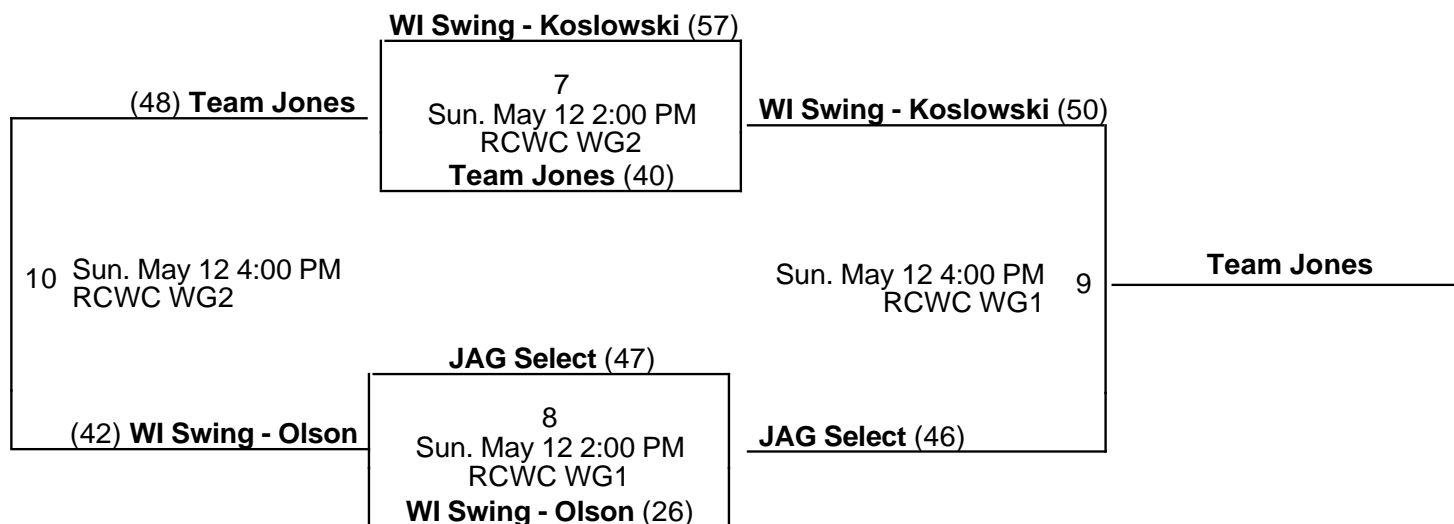 WI Swing - Koslowski (57)
(48) Team Jones
7
Sun. May 12 2:00 PM
RCWC WG2
Team Jones (40)
WI Swing - Koslowski (50)
10 Sun. May 12 4:00 PM
RCWC WG2
Sun. May 12 4:00 PM 9
RCWC WG1
Team Jones
JAG Select (47)
(42) WI Swing - Olson
8
Sun. May 12 2:00 PM
RCWC WG1
WI Swing - Olson (26)
JAG Select (46)